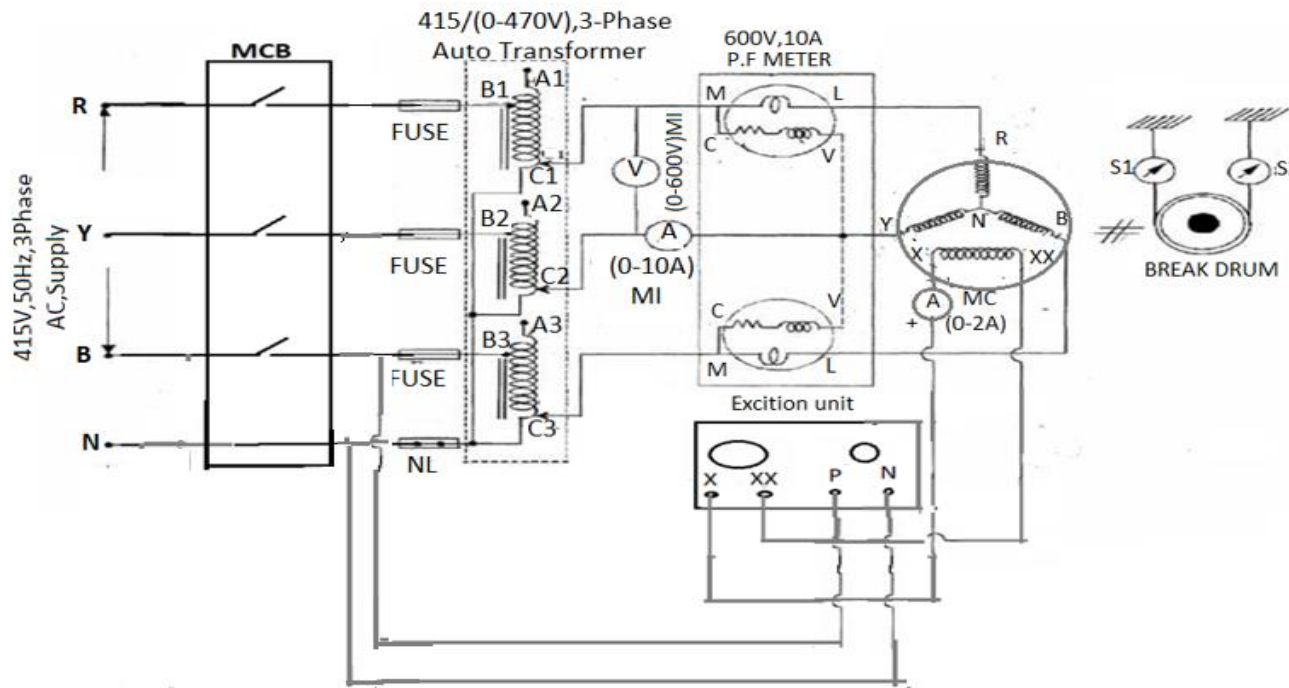 415/(0-470V),3-Phase
Auto Transformer
600V,10A
P.F METER
MCB
R
FUSE
B1
A1
C1
V
(0-600V)MI
M
L
C
V
R
S1
S
415V,50Hz,3Phase
AC,Supply
Y
FUSE
B2
A2
C2
A
(0-10A)
MI
Y
N
B
X
XX
A
MC
+
(0-2A)
BREAK DRUM
B
FUSE
B3
A3
C3
C
V
M
L
N
NL
Excition unit
X
XX
P
N